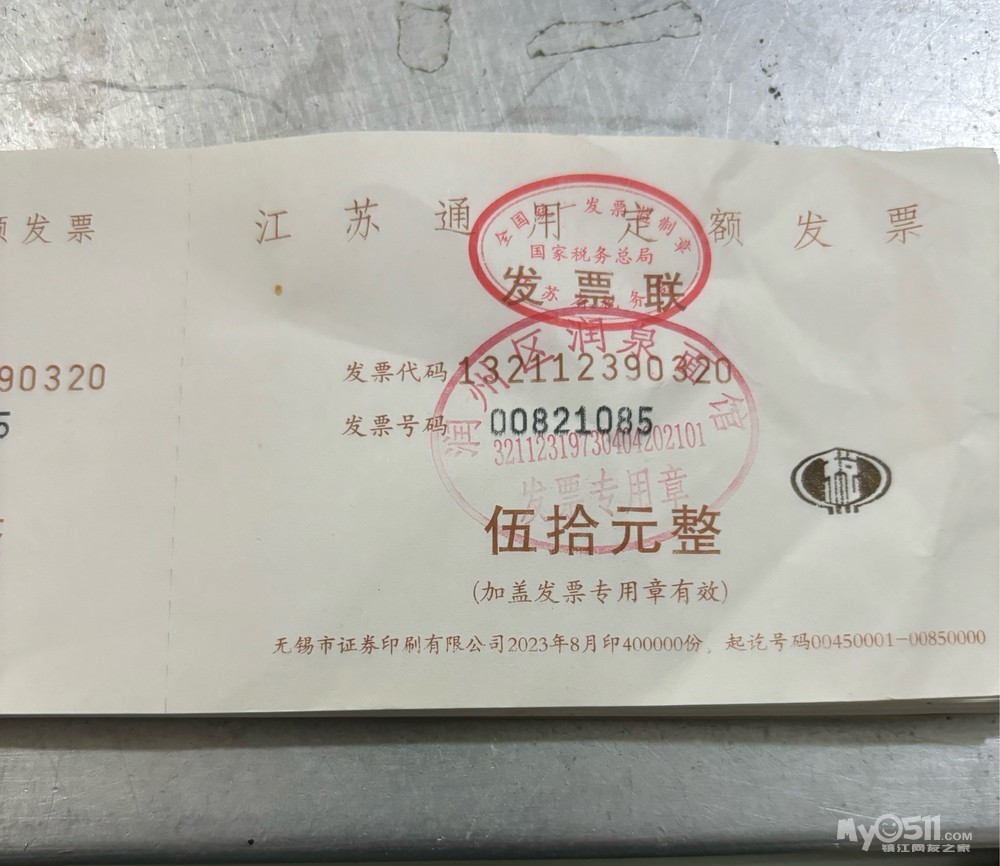 发票
江苏通用定额发票
全国统一发票监制章
国家税务总局
发票联
90320
发票代码 132112390320
5
发票号码 00821085
润州区润泉面馆
32112319730404202101
发票专用章
伍拾元整
(加盖发票专用章有效)
无锡市证券印刷有限公司2023年8月印400000份，起讫号码00450001-00850000
My0511.COM
镇江网友之家